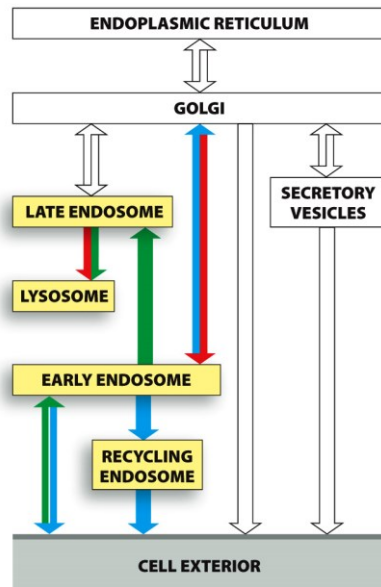 ENDOPLASMIC RETICULUM
GOLGI
LATE ENDOSOME
SECRETORY
VESICLES
LYSOSOME
EARLY ENDOSOME
RECYCLING
ENDOSOME
CELL EXTERIOR